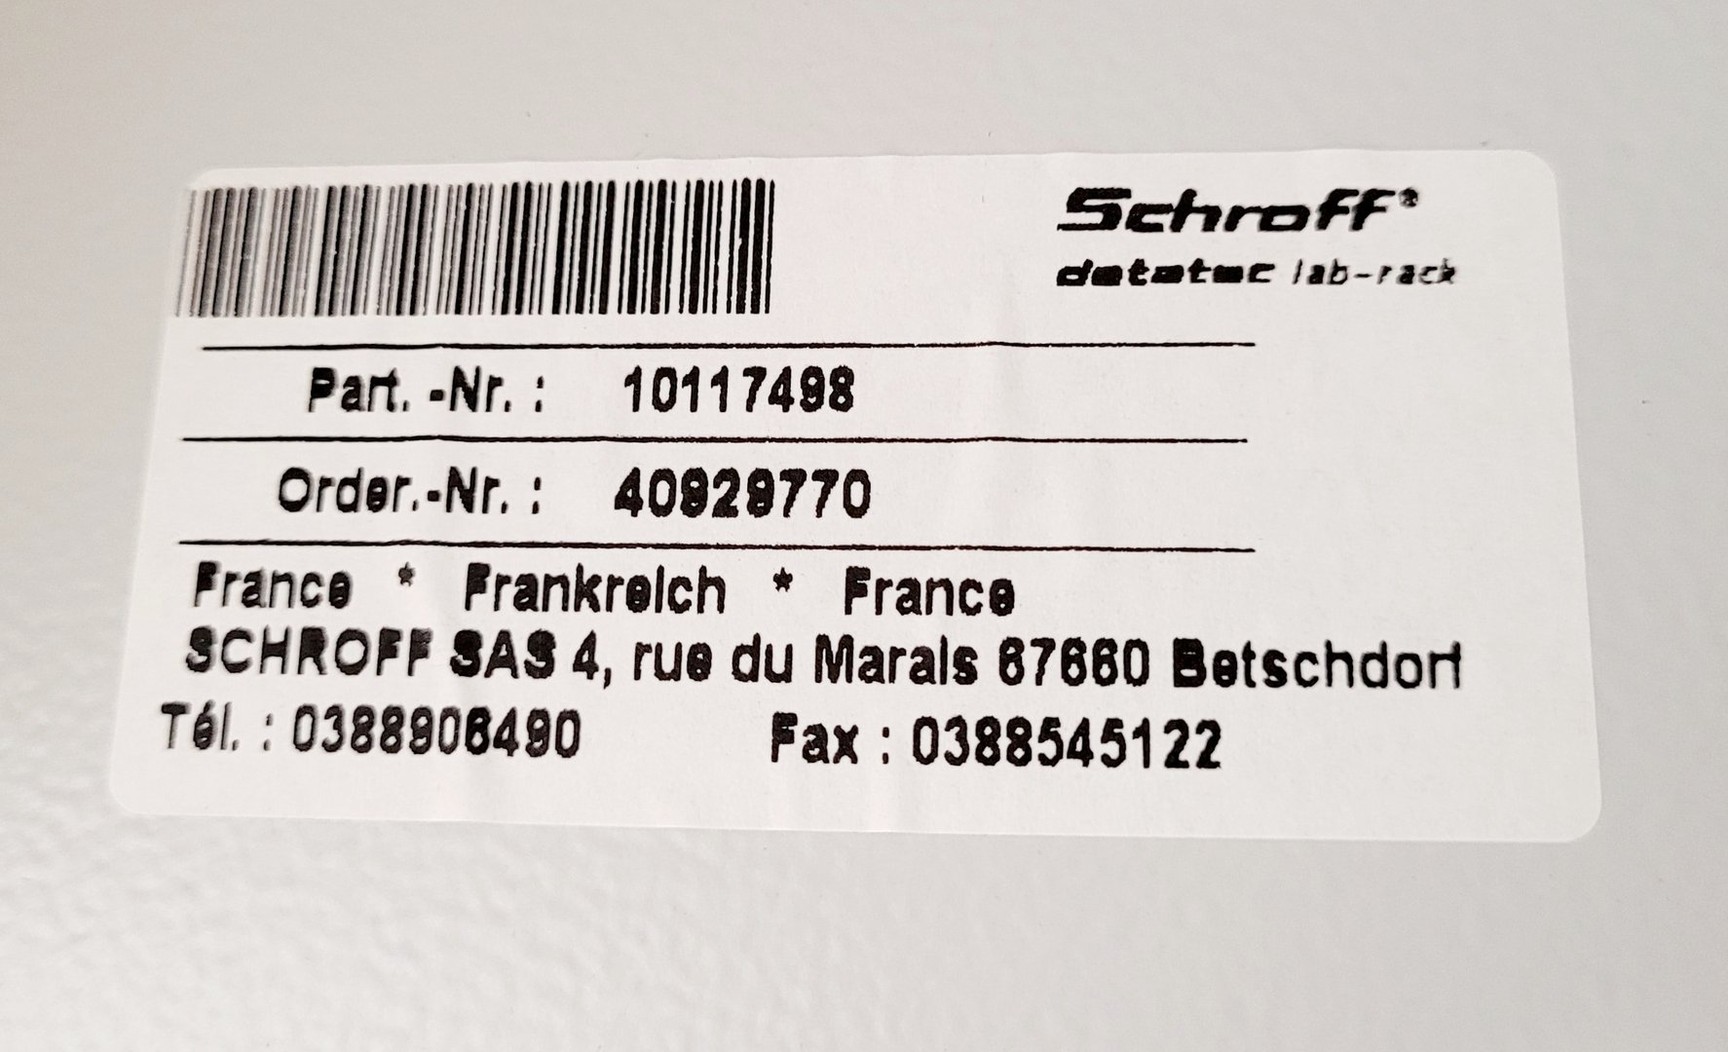 Schroff®
datatec lab-rack
Part. -Nr. : 10117498
Order.-Nr. : 40929770
France * Frankreich * France
SCHROFF SAS 4, rue du Marais 67660 Betschdorf
Tél. : 0388906490 Fax : 0388545122